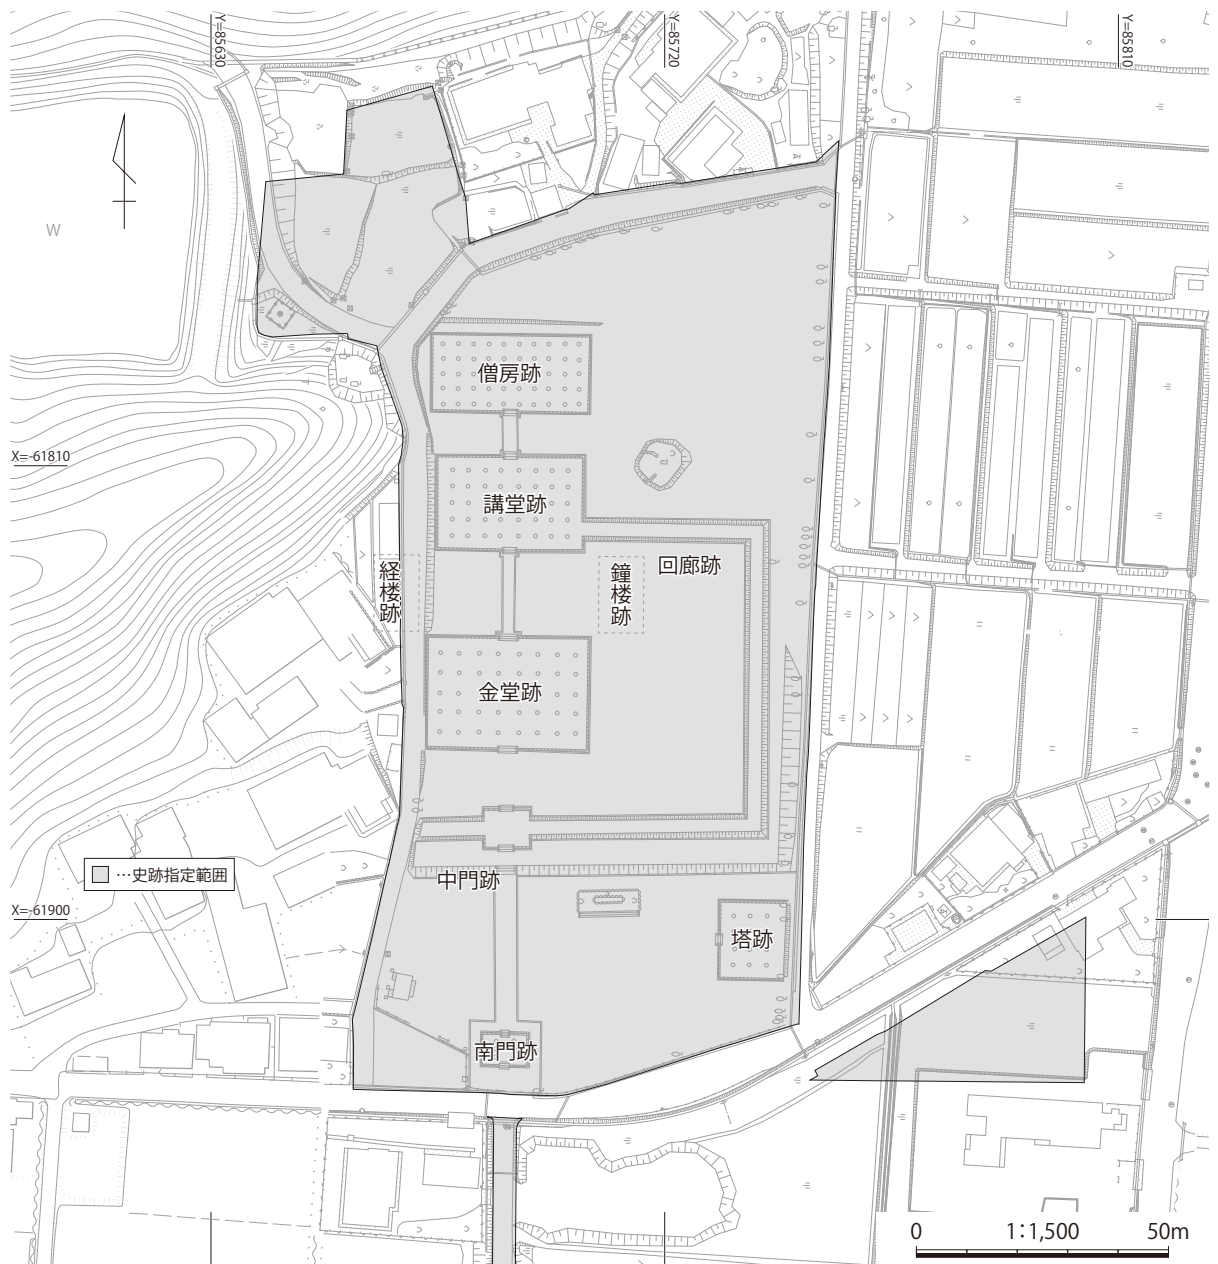 Y=85630
Y=85720
Y=85810
W
僧房跡
X=-61810
講堂跡
経楼跡
鐘楼跡
回廊跡
金堂跡
…史跡指定範囲
中門跡
X=-61900
塔跡
南門跡
0 1:1,500 50m